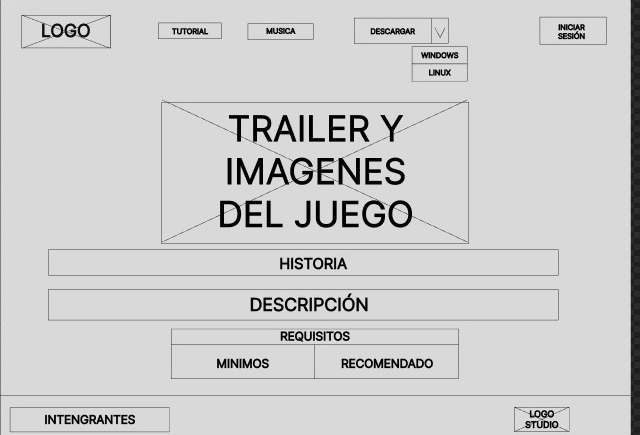 LOGO
TUTORIAL
MUSICA
DESCARGAR
INICIAR
SESIÓN
WINDOWS
LINUX
TRAILER Y
IMAGENES
DEL JUEGO
HISTORIA
DESCRIPCIÓN
REQUISITOS
MINIMOS
RECOMENDADO
INTENGRANTES
LOGO
STUDIO